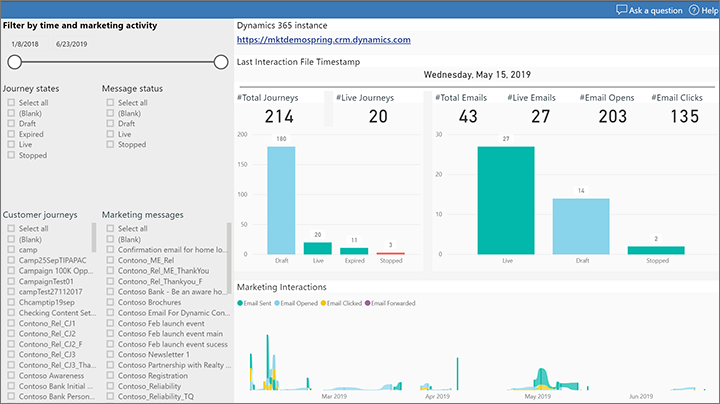 Ask a question
Help
Filter by time and marketing activity
1/8/2018 6/23/2019
Journey states
Select all
(Blank)
Draft
Expired
Live
Stopped
Message status
Select all
(Blank)
Draft
Live
Stopped
Customer journeys
Select all
(Blank)
camp
Camp25SepTIPAPAC
Campaign 100K Opp...
CampaignTest01
campTest27112017
Chcamptip19sep
Checking Content Set...
Contono_Rel_CJ1
Contono_Rel_CJ2
Contono_Rel_CJ2_F
Contono_Rel_CJ3
Contono_Rel_CJ3_Tha...
Contoso Awareness
Contoso Bank Initial ...
Contoso Bank Person...
Marketing messages
Select all
(Blank)
Confirmation email for home lo...
Contono_ME_Rel
Contono_Rel_ME_ThankYou
Contono_Rel_Thankyou_F
Contoso Bank - Be an aware ho...
Contoso Brochures
Contoso Email For Dynamic Con...
Contoso Feb launch event
Contoso Feb launch event main
Contoso Feb launch event sucess
Contoso Newsletter 1
Contoso Partnership with Realty ...
Contoso Registration
Contoso_Reliability
Contoso_Reliability_TQ
Dynamics 365 instance
https://mktdemospring.crm.dynamics.com
Last Interaction File Timestamp
Wednesday, May 15, 2019
#Total Journeys #Live Journeys
214 20
200
150
100
50
0
180
20
11
3
Draft Live Expired Stopped
#Total Emails #Live Emails #Email Opens #Email Clicks
43 27 203 135
30
20
10
0
27
14
2
Live Draft Stopped
Marketing Interactions
Email Sent Email Opened Email Clicked Email Forwarded
Mar 2019 Apr 2019 May 2019 Jun 2019